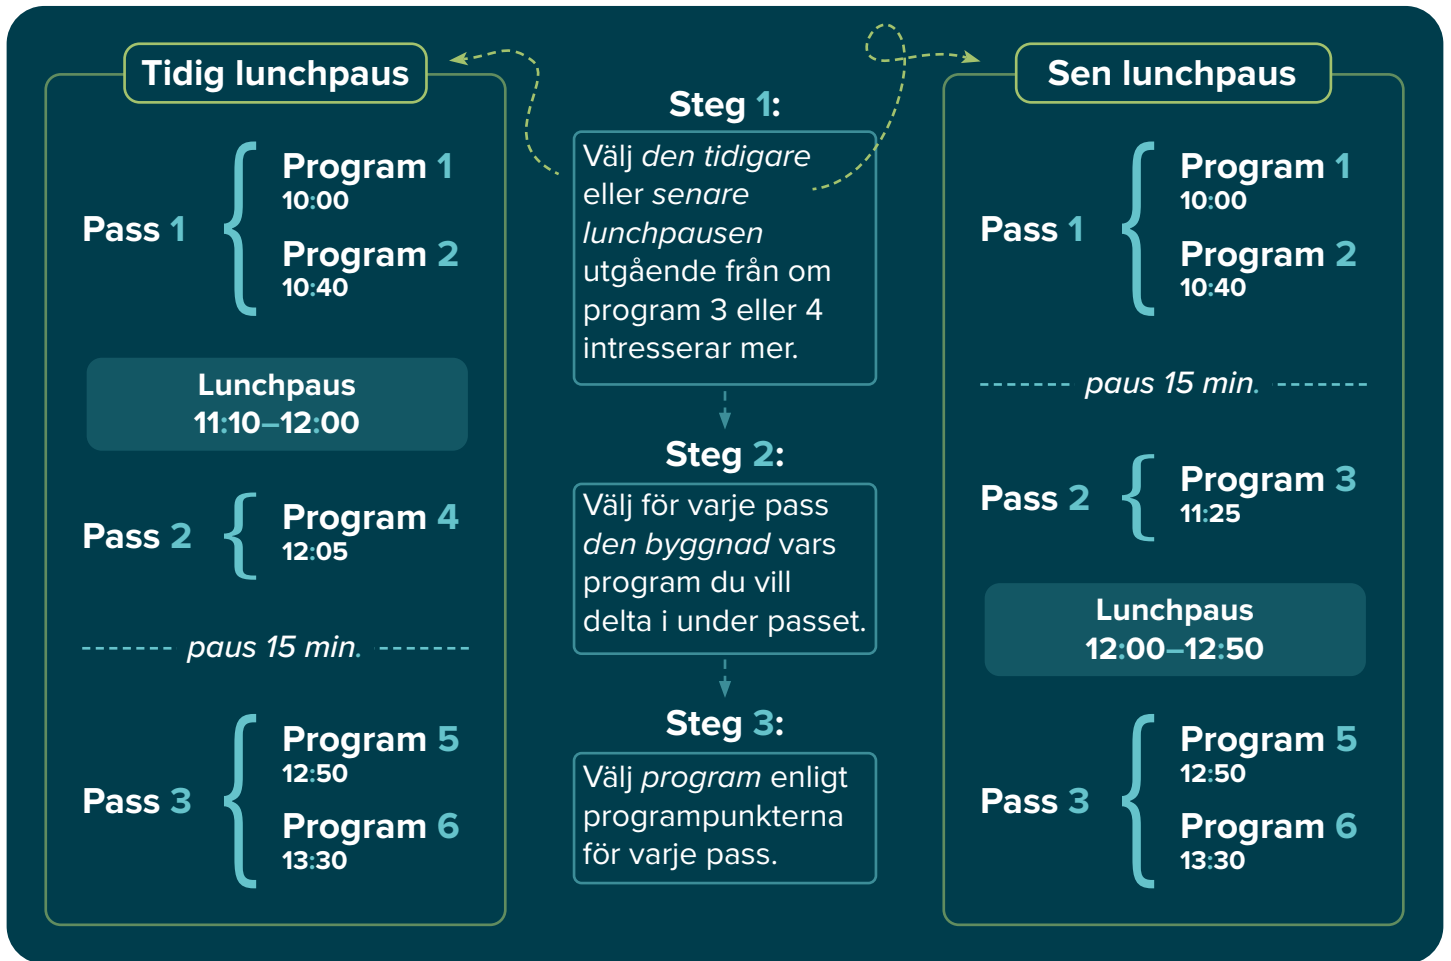 Tidig lunchpaus
Pass 1
Program 1
10:00
Program 2
10:40
Lunchpaus
11:10–12:00
Pass 2
Program 4
12:05
paus 15 min.
Pass 3
Program 5
12:50
Program 6
13:30
Steg 1:
Välj den tidigare
eller senare
lunchpausen
utgående från om
program 3 eller 4
intresserar mer.
Steg 2:
Välj för varje pass
den byggnad vars
program du vill
delta i under passet.
Steg 3:
Välj program enligt
programpunkterna
för varje pass.
Sen lunchpaus
Pass 1
Program 1
10:00
Program 2
10:40
paus 15 min.
Pass 2
Program 3
11:25
Lunchpaus
12:00–12:50
Pass 3
Program 5
12:50
Program 6
13:30